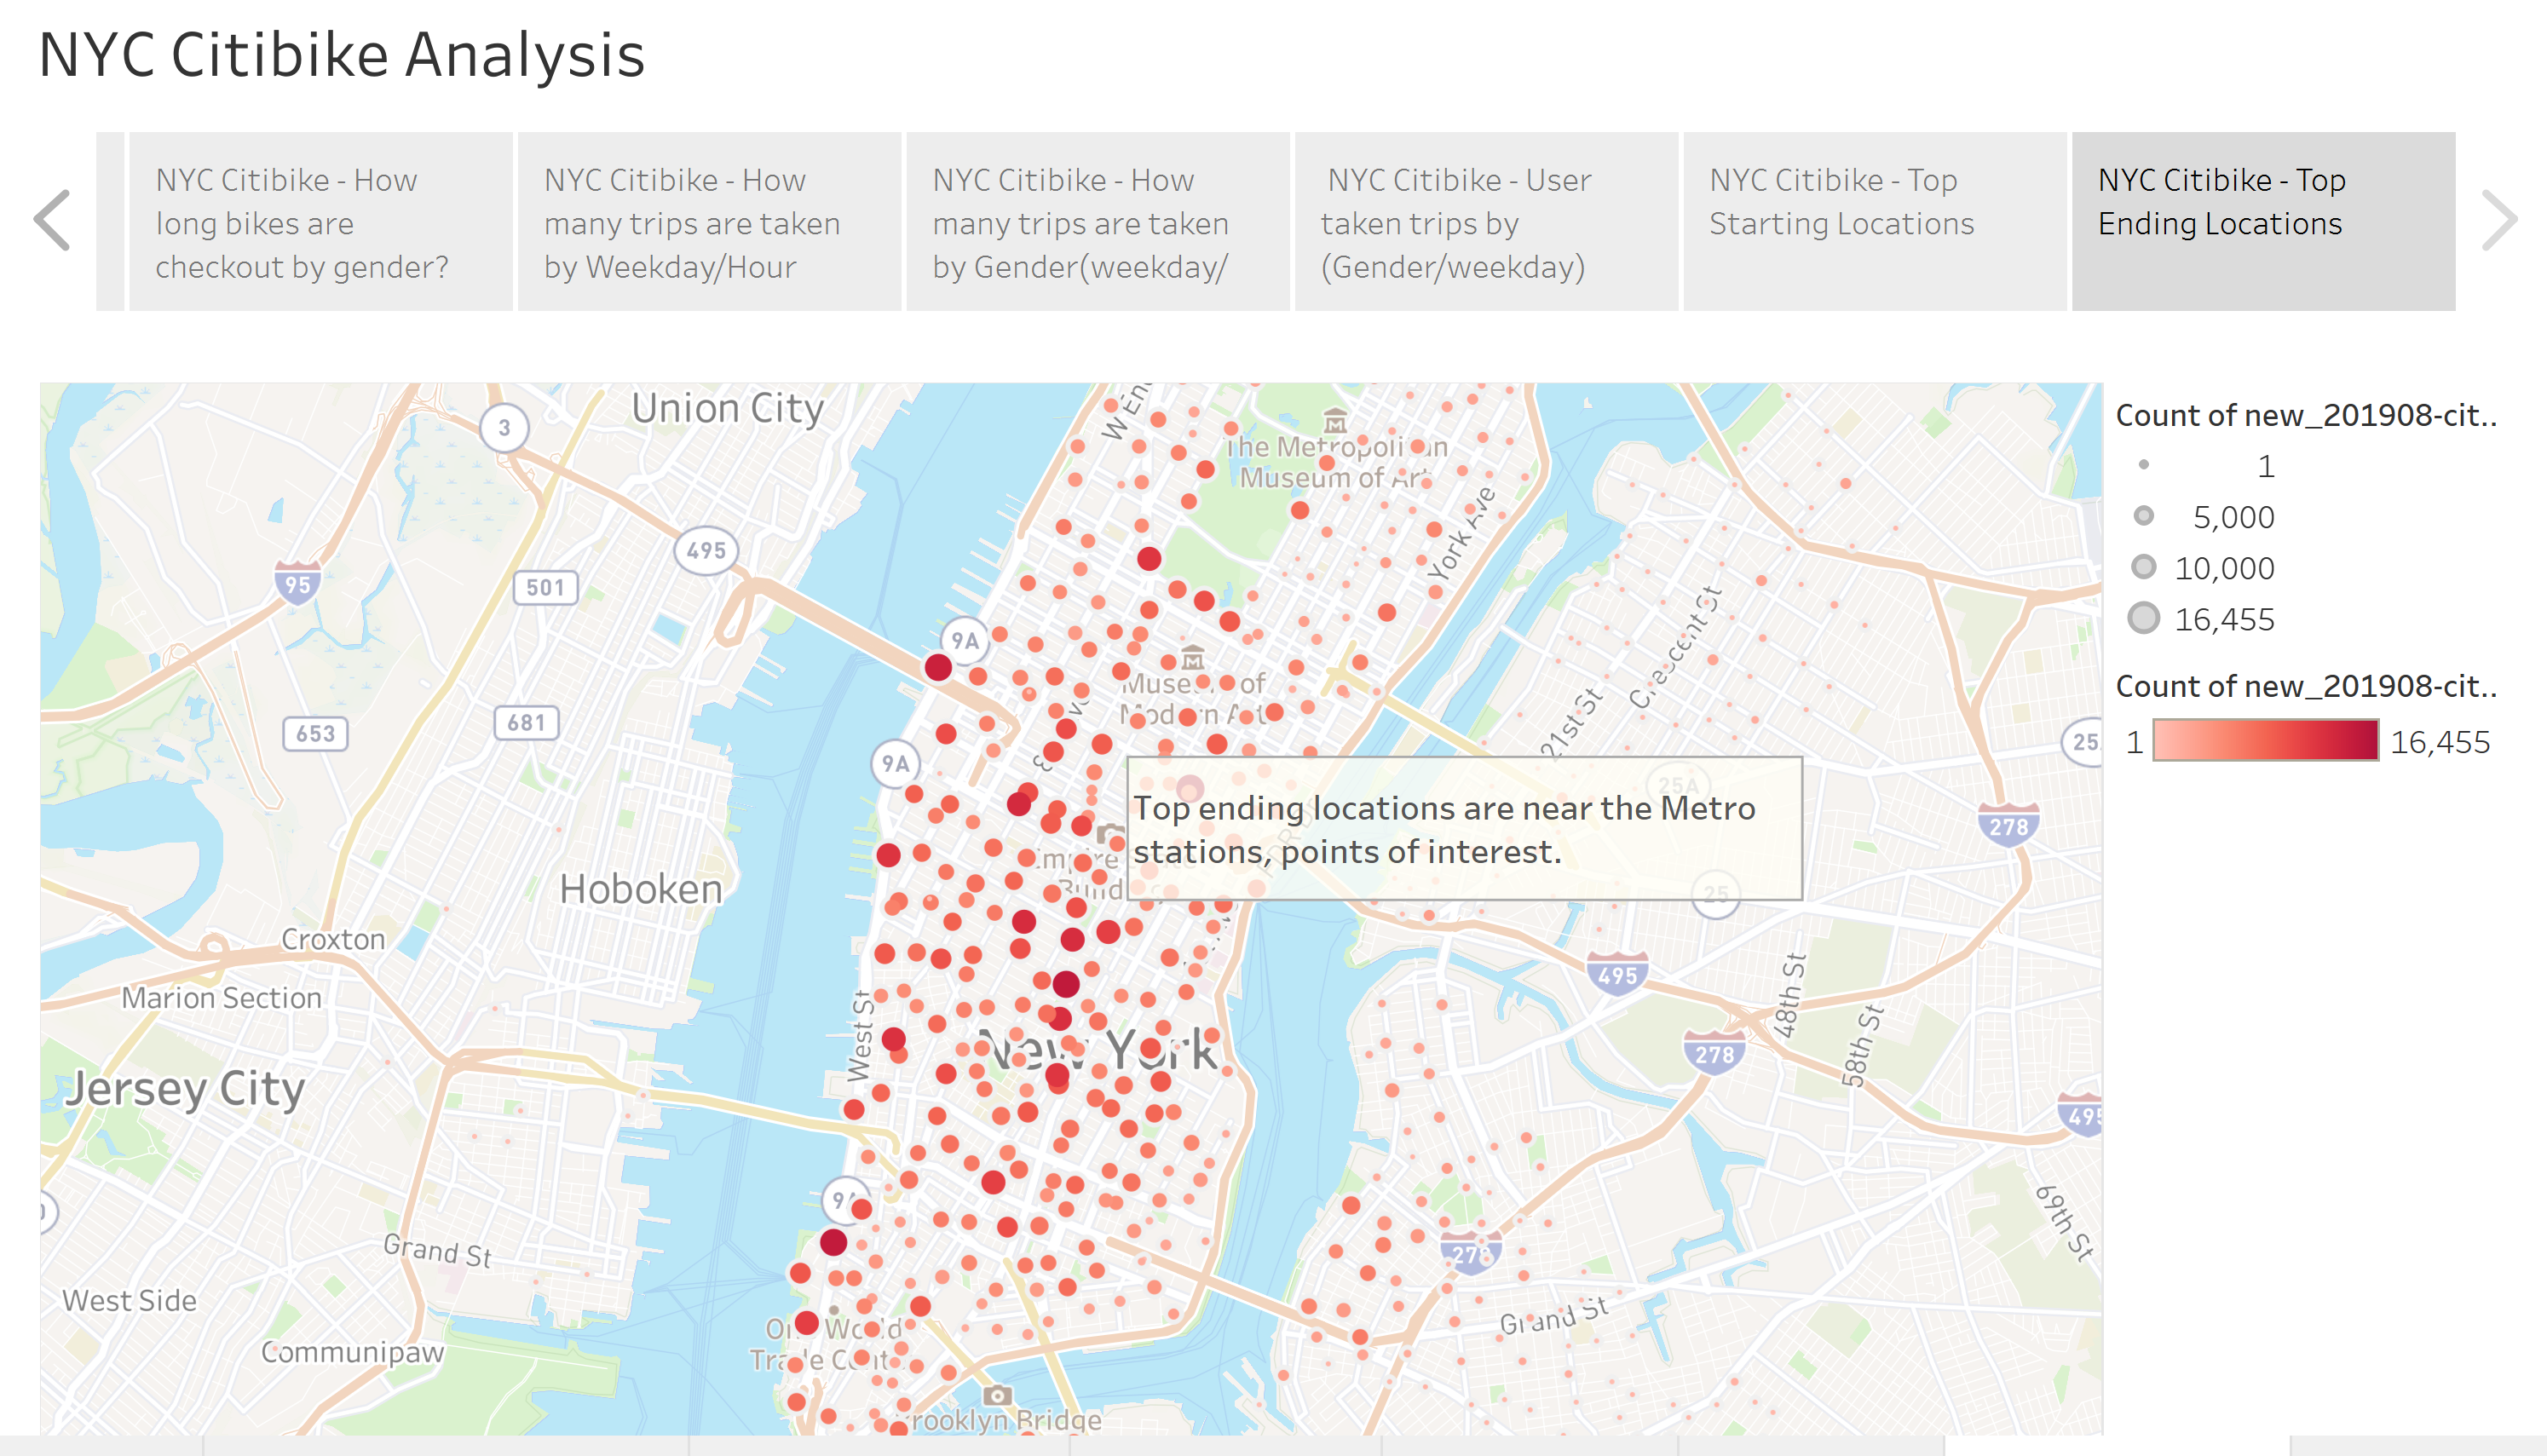 NYC Citibike Analysis
NYC Citibike - How
long bikes are
checkout by gender?
NYC Citibike - How
many trips are taken
by Weekday/Hour
NYC Citibike - How
many trips are taken
by Gender(weekday/
NYC Citibike - User
taken trips by
(Gender/weekday)
NYC Citibike - Top
Starting Locations
NYC Citibike - Top
Ending Locations
Count of new_201908-cit..
1
5,000
10,000
16,455
Count of new_201908-cit..
1
16,455
Union City
3
W En
The Metropolitan
Museum of Art
York Ave
495
95
501
9A
Crescent St
Museum of
Modern Art
681
653
21st St
25
9A
25A
278
Top ending locations are near the Metro
stations, points of interest.
Empire
Build
25
Hoboken
Croxton
495
48th St
Marion Section
West St
58th St
New York
278
Jersey City
495
9A
69th St
Grand St
278
West Side
Grand St
One World
Trade Cent
Communipaw
Brooklyn Bridge